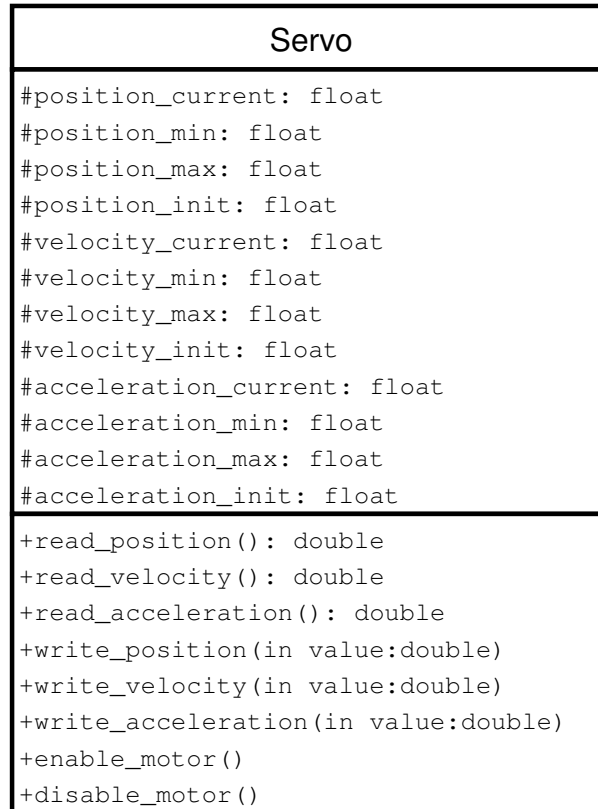 Servo
#position_current: float
#position_min: float
#position_max: float
#position_init: float
#velocity_current: float
#velocity_min: float
#velocity_max: float
#velocity_init: float
#acceleration_current: float
#acceleration_min: float
#acceleration_max: float
#acceleration_init: float
+read_position(): double
+read_velocity(): double
+read_acceleration(): double
+write_position(in value:double)
+write_velocity(in value:double)
+write_acceleration(in value:double)
+enable_motor()
+disable_motor()